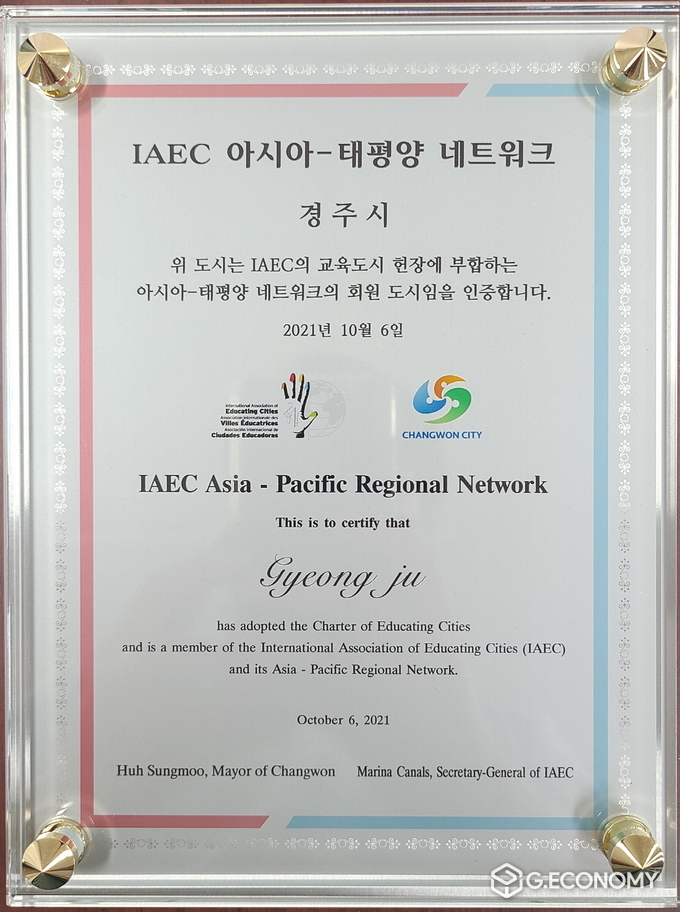 IAEC 아시아-태평양 네트워크
경주시
위 도시는 IAEC의 교육도시 헌장에 부합하는
아시아-태평양 네트워크의 회원 도시임을 인증합니다.
2021년 10월 6일
International Association of
Educating Cities
Association Internationale des
Villes Éducatrices
Asociación Internacional de
Ciudades Educadoras
CHANGWON CITY
IAEC Asia - Pacific Regional Network
This is to certify that
Gyeong ju
has adopted the Charter of Educating Cities
and is a member of the International Association of Educating Cities (IAEC)
and its Asia - Pacific Regional Network.
October 6, 2021
Huh Sungmoo, Mayor of Changwon Marina Canals, Secretary-General of IAEC
G.ECONOMY